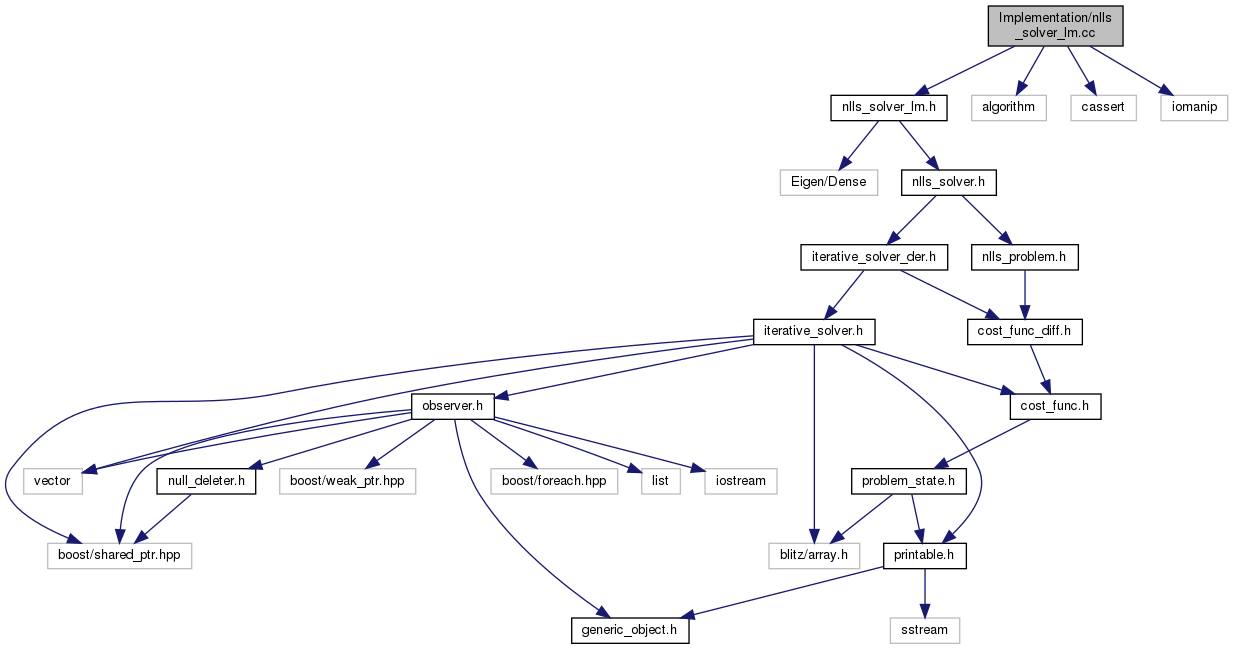 Implementation/nlls
_solver_lm.cc
nlls_solver_lm.h
algorithm
cassert
iomanip
Eigen/Dense
nlls_solver.h
iterative_solver_der.h
nlls_problem.h
iterative_solver.h
cost_func_diff.h
observer.h
cost_func.h
vector
null_deleter.h
boost/weak_ptr.hpp
boost/foreach.hpp
list
iostream
problem_state.h
boost/shared_ptr.hpp
blitz/array.h
printable.h
generic_object.h
sstream